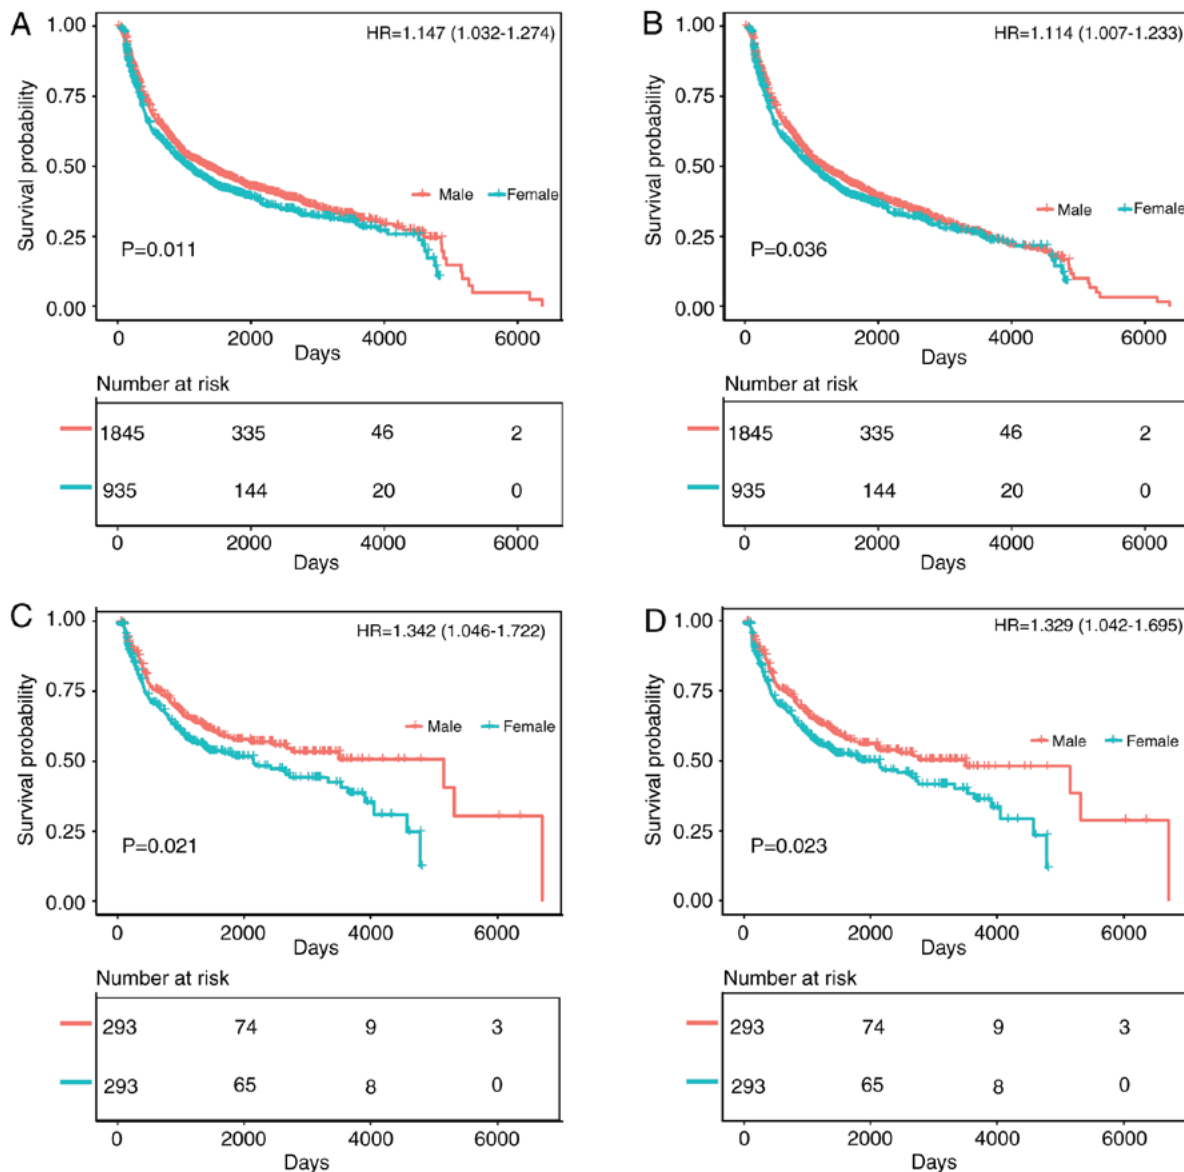 A
HR=1.147 (1.032-1.274)
Survival probability
1.00
0.75
0.50
0.25
0.00
Male Female
P=0.011
0 2000 4000 6000
Days
Number at risk
1845 335 46 2
935 144 20 0
0 2000 4000 6000
Days
B
HR=1.114 (1.007-1.233)
Survival probability
1.00
0.75
0.50
0.25
0.00
Male Female
P=0.036
0 2000 4000 6000
Days
Number at risk
1845 335 46 2
935 144 20 0
0 2000 4000 6000
Days
C
HR=1.342 (1.046-1.722)
Survival probability
1.00
0.75
0.50
0.25
0.00
Male Female
P=0.021
0 2000 4000 6000
Days
Number at risk
293 74 9 3
293 65 8 0
0 2000 4000 6000
Days
D
HR=1.329 (1.042-1.695)
Survival probability
1.00
0.75
0.50
0.25
0.00
Male Female
P=0.023
0 2000 4000 6000
Days
Number at risk
293 74 9 3
293 65 8 0
0 2000 4000 6000
Days